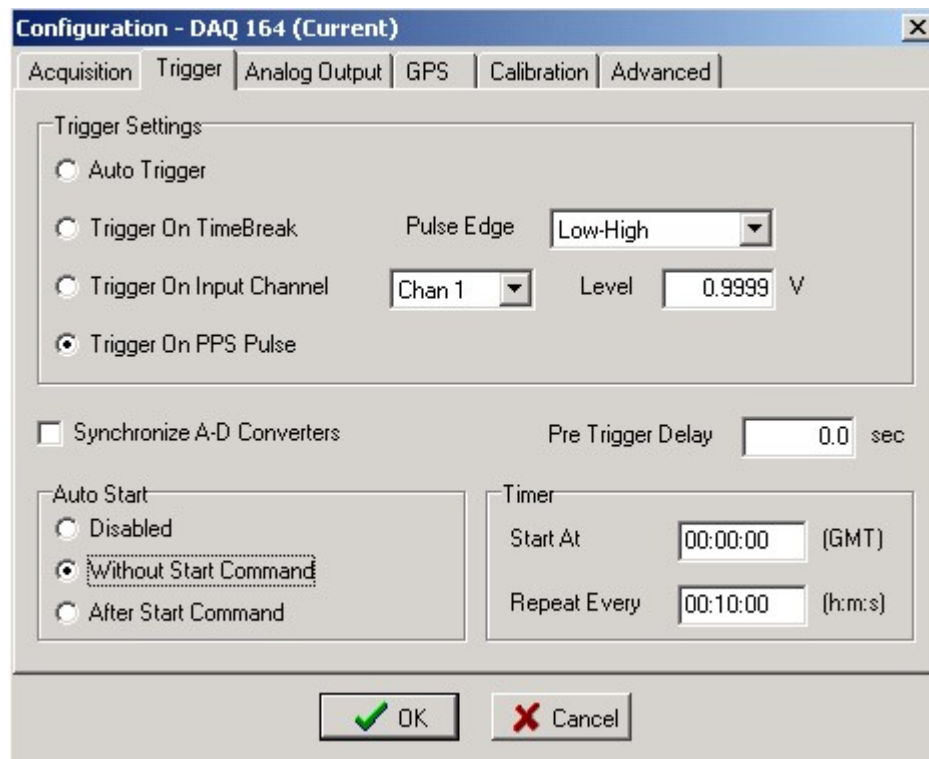 Configuration - DAQ 164 (Current)
Acquisition Trigger Analog Output GPS Calibration Advanced
Trigger Settings
Auto Trigger
Trigger On TimeBreak Pulse Edge Low-High
Trigger On Input Channel Chan 1 Level 0.9999 V
Trigger On PPS Pulse
Synchronize A-D Converters Pre Trigger Delay 0.0 sec
Auto Start
Disabled
Without Start Command
After Start Command
Timer
Start At 00:00:00 (GMT)
Repeat Every 00:10:00 (h:m:s)
OK Cancel